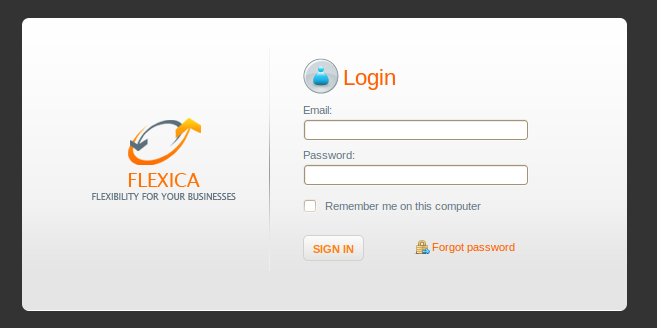 FLEXICA
FLEXIBILITY FOR YOUR BUSINESSES
Login
Email:
Password:
Remember me on this computer
SIGN IN
Forgot password